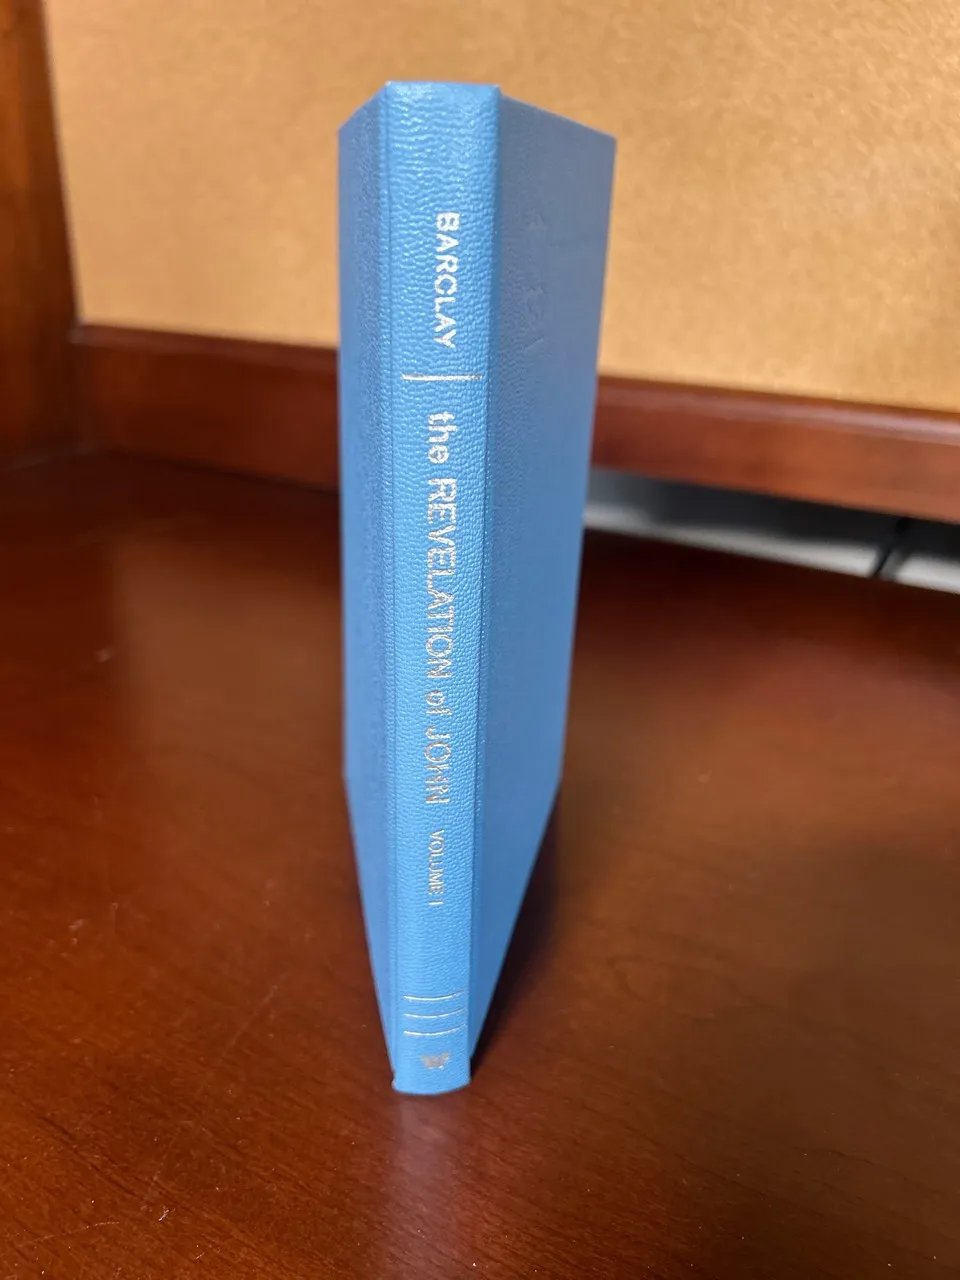 BARCLAY
the REVELATION of JOHN
VOLUME I